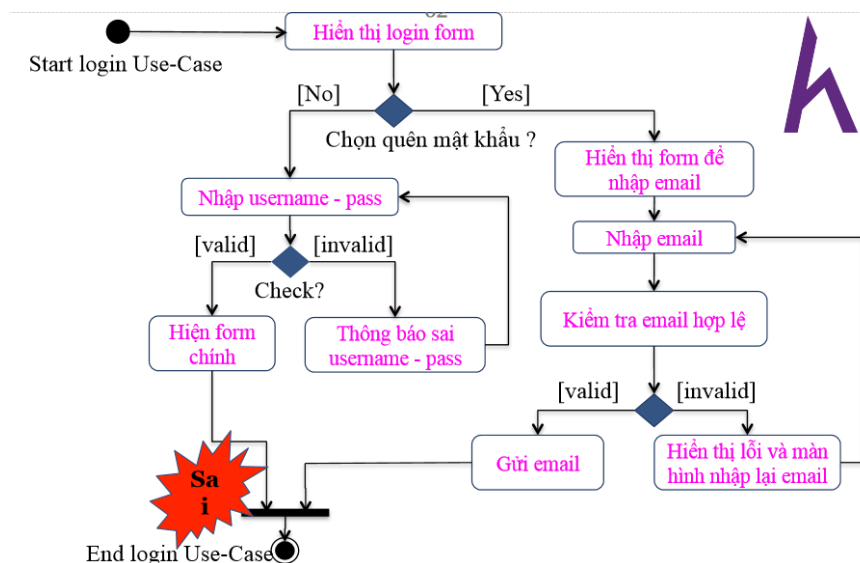 Hiển thị login form
Start login Use-Case
[No]
[Yes]
Chọn quên mật khẩu ?
Hiển thị form để
nhập email
Nhập username - pass
Nhập email
[valid]
[invalid]
Check?
Hiện form
chính
Thông báo sai
username - pass
Kiểm tra email hợp lệ
[valid]
[invalid]
Gửi email
Hiển thị lỗi và màn
hình nhập lại email
Sa
i
End login Use-Case